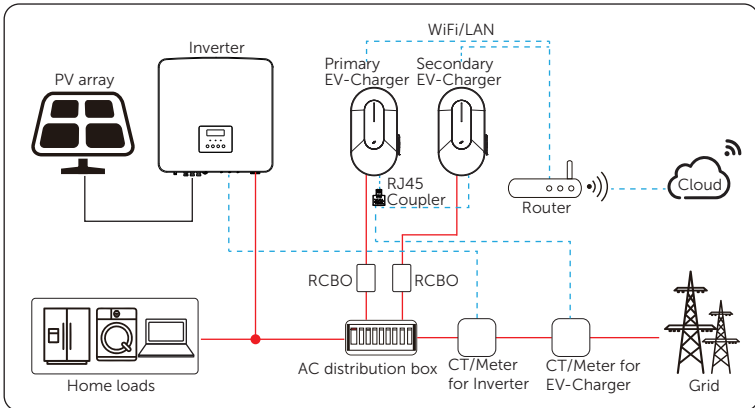 WiFi/LAN
Inverter
Primary
EV-Charger
Secondary
EV-Charger
PV array
RJ45
Coupler
Router
Cloud
RCBO
RCBO
Home loads
AC distribution box
CT/Meter
for Inverter
CT/Meter for
EV-Charger
Grid